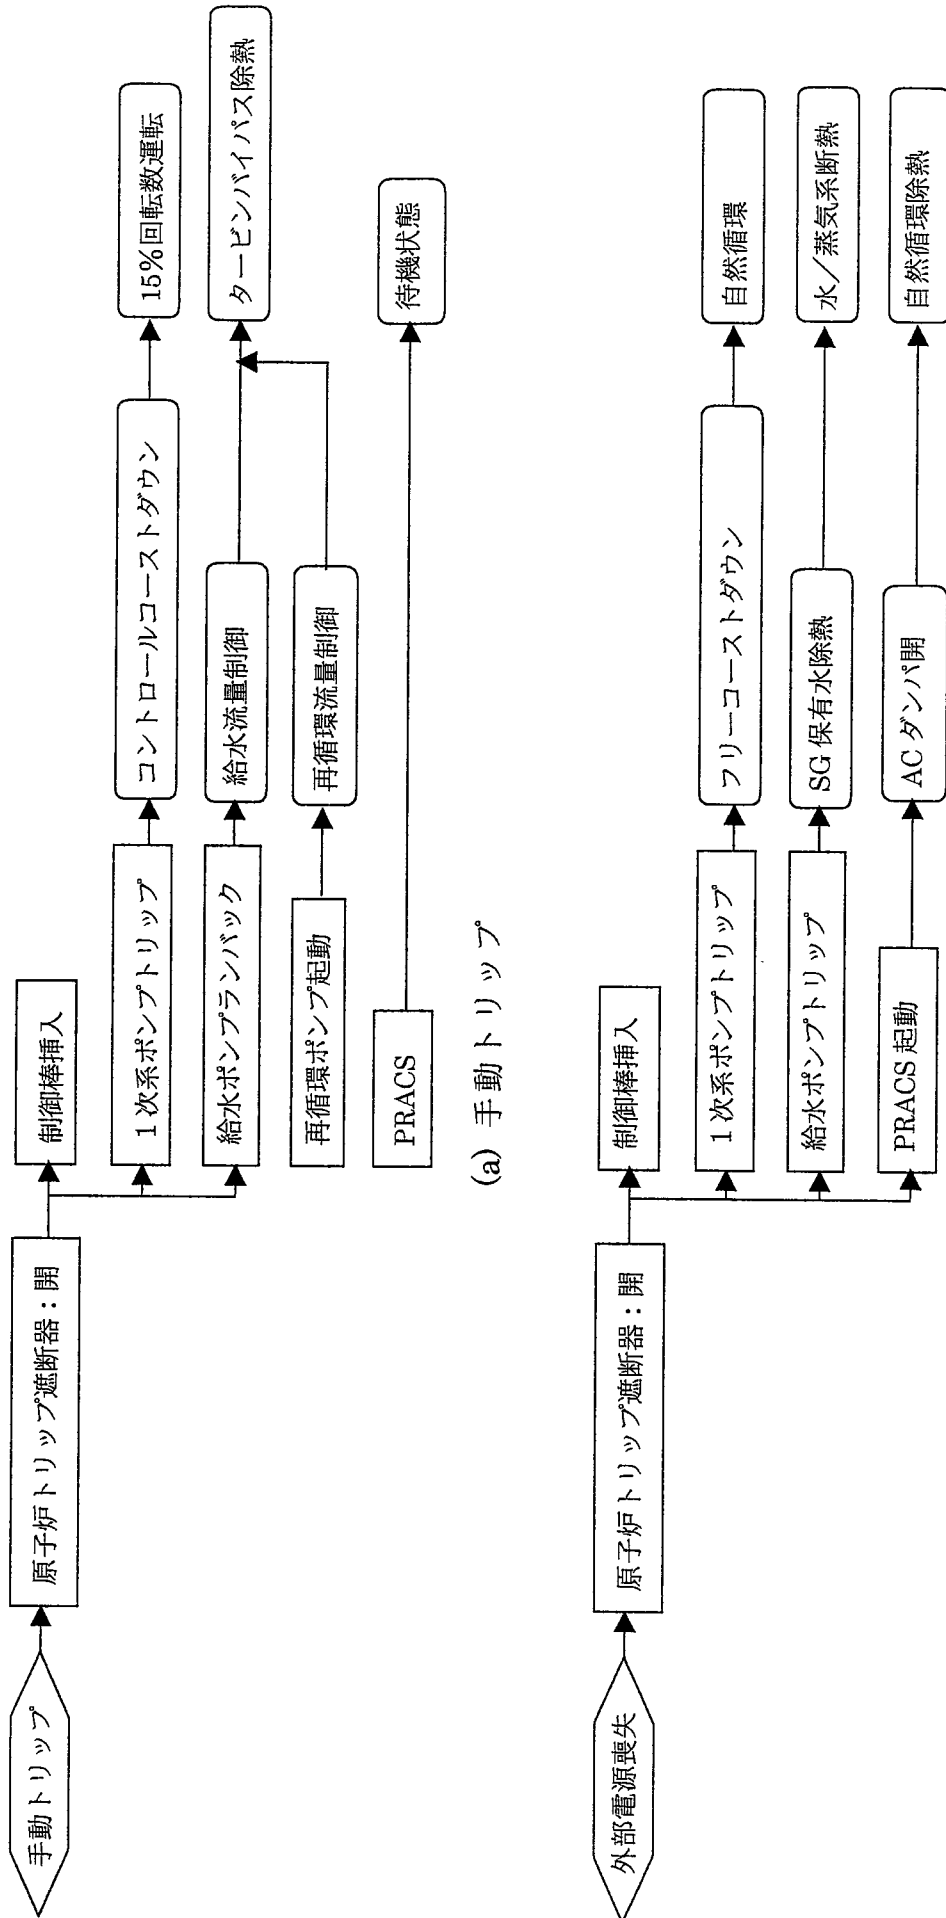 手動トリップ
原子炉トリップ遮断器：開
制御棒挿入
1次系ポンプトリップ
コントロールコーストダウン
15%回転数運転
給水ポンプランバック
給水流量制御
タービンバイパス除熱
再循環ポンプ起動
再循環流量制御
PRACS
待機状態
(a) 手動トリップ
外部電源喪失
原子炉トリップ遮断器：開
制御棒挿入
1次系ポンプトリップ
フリーコーストダウン
自然循環
給水ポンプトリップ
SG 保有水除熱
水／蒸気系断熱
PRACS 起動
AC ダンパ開
自然循環除熱